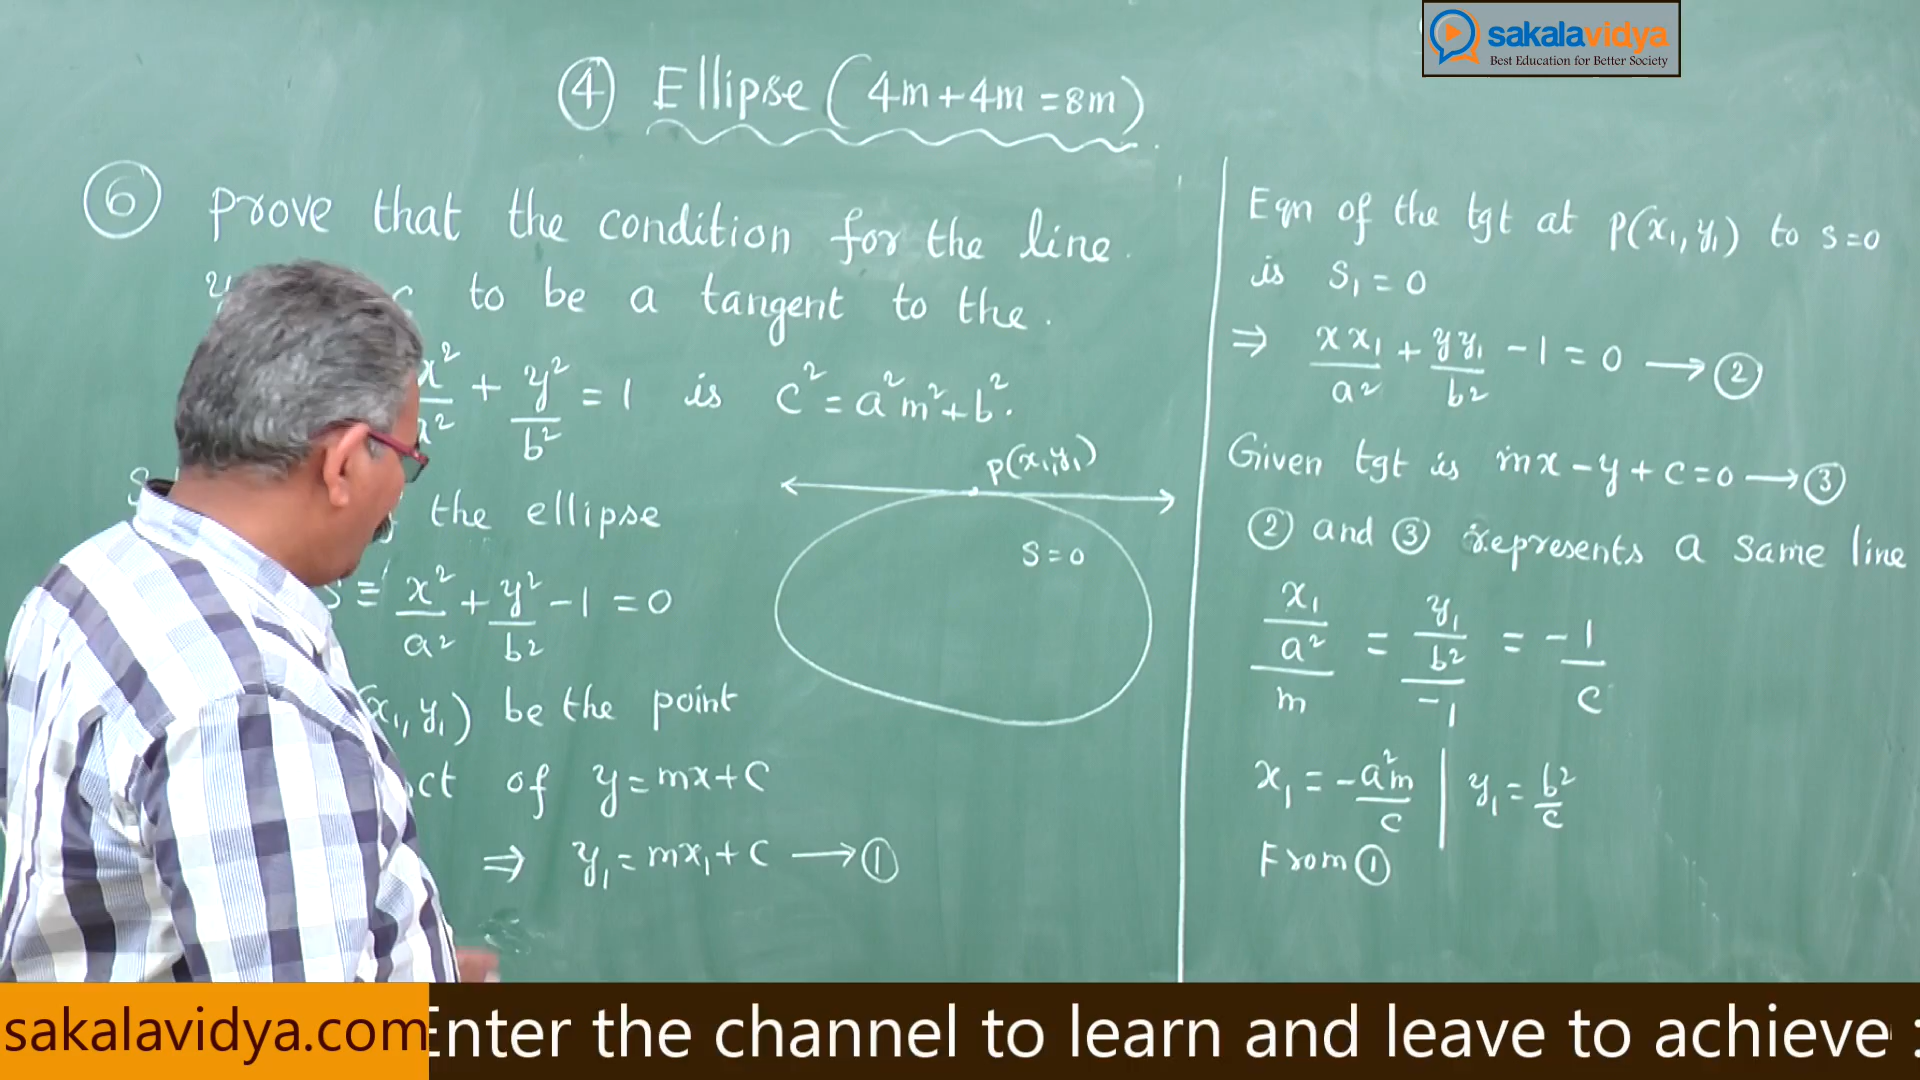 sakalavidya
Best Education for Better Society
④ Ellipse (4m+4m=8m)
⑥ prove that the condition for the line
y c to be a tangent to the.
x²/a² + y²/b² = 1 is c² = a²m²+b².
the ellipse
S ≡ x²/a² + y²/b² - 1 = 0
(x₁, y₁) be the point
ct of y = mx+c
⇒ y₁ = mx₁+c → ①
P(x₁,y₁)
S=0
Eqn of the tgt at P(x₁, y₁) to S=0
is S₁ = 0
⇒ xx₁/a² + yy₁/b² - 1 = 0 → ②
Given tgt is mx - y + c = 0 → ③
② and ③ represents a same line
(x₁/a²)/m = (y₁/b²)/-1 = -1/c
x₁ = -a²m/c | y₁ = b²/c
From ①
sakalavidya.com Enter the channel to learn and leave to achieve :